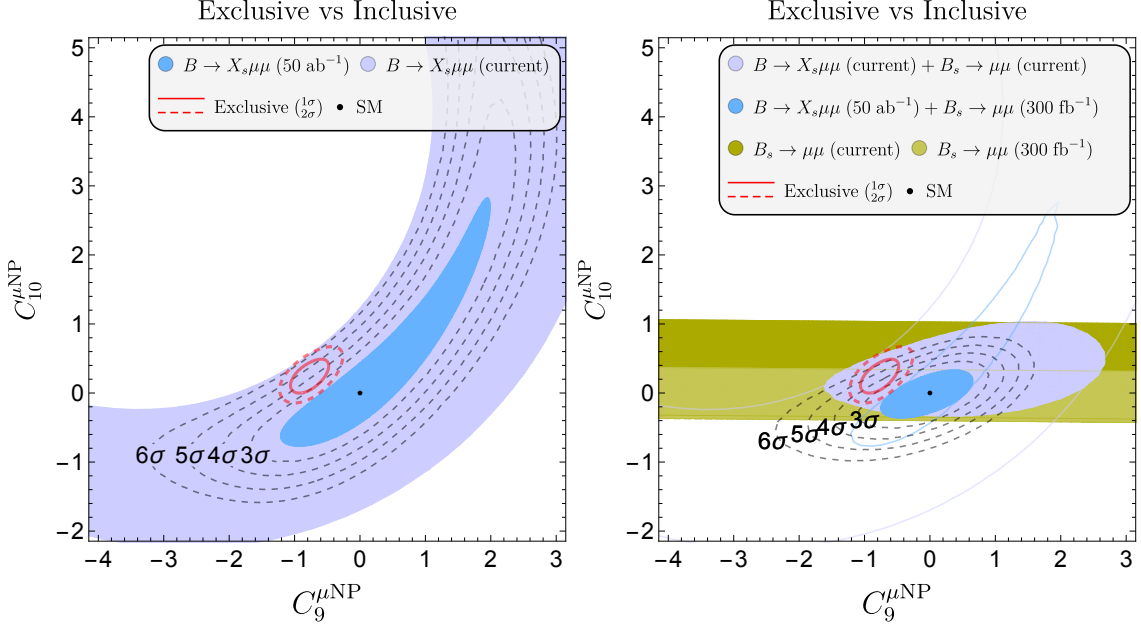 Exclusive vs Inclusive
B → X_sμμ (50 ab⁻¹) B → X_sμμ (current)
Exclusive (1σ 2σ) • SM
5
4
3
2
1
0
−1
−2
C₁₀^μNP
6σ 5σ 4σ 3σ
−4 −3 −2 −1 0 1 2 3
C₉^μNP
Exclusive vs Inclusive
B → X_sμμ (current) + B_s → μμ (current)
B → X_sμμ (50 ab⁻¹) + B_s → μμ (300 fb⁻¹)
B_s → μμ (current) B_s → μμ (300 fb⁻¹)
Exclusive (1σ 2σ) • SM
5
4
3
2
1
0
−1
−2
C₁₀^μNP
6σ 5σ 4σ 3σ
−4 −3 −2 −1 0 1 2 3
C₉^μNP